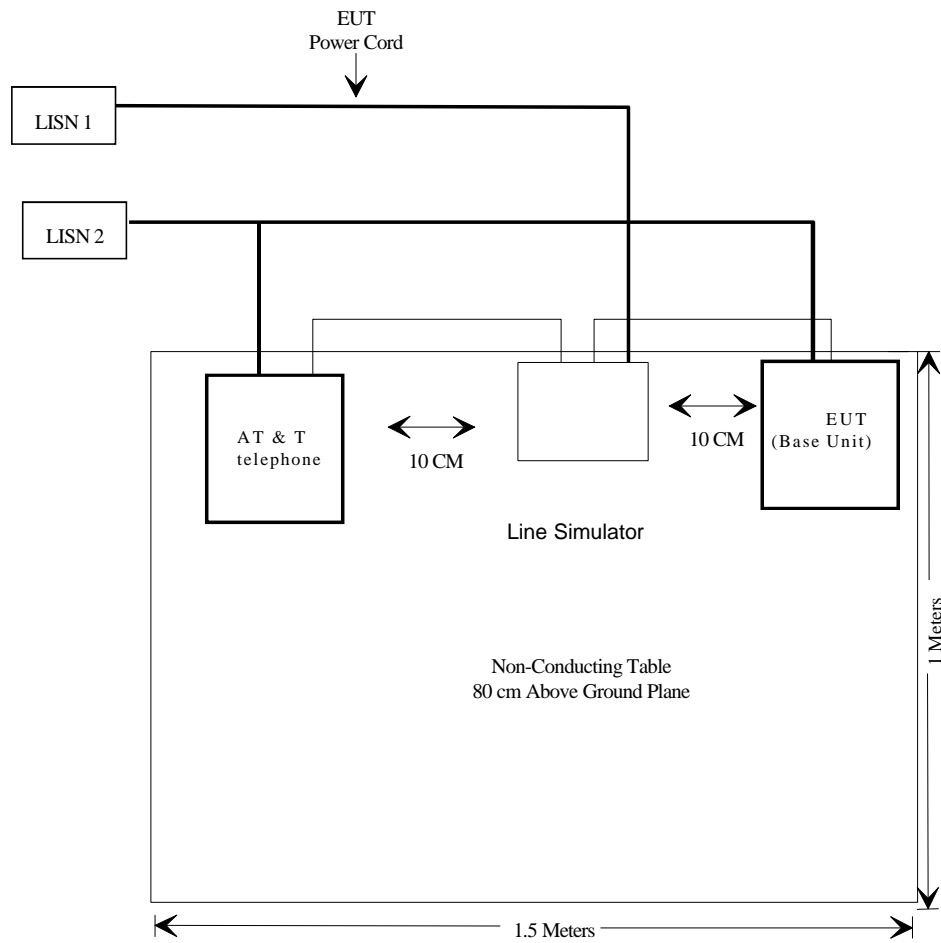 EUT
Power Cord
LISN 1
LISN 2
AT & T
telephone
10 CM
10 CM
EUT
(Base Unit)
Line Simulator
1 Meters
Non-Conducting Table
80 cm Above Ground Plane
1.5 Meters